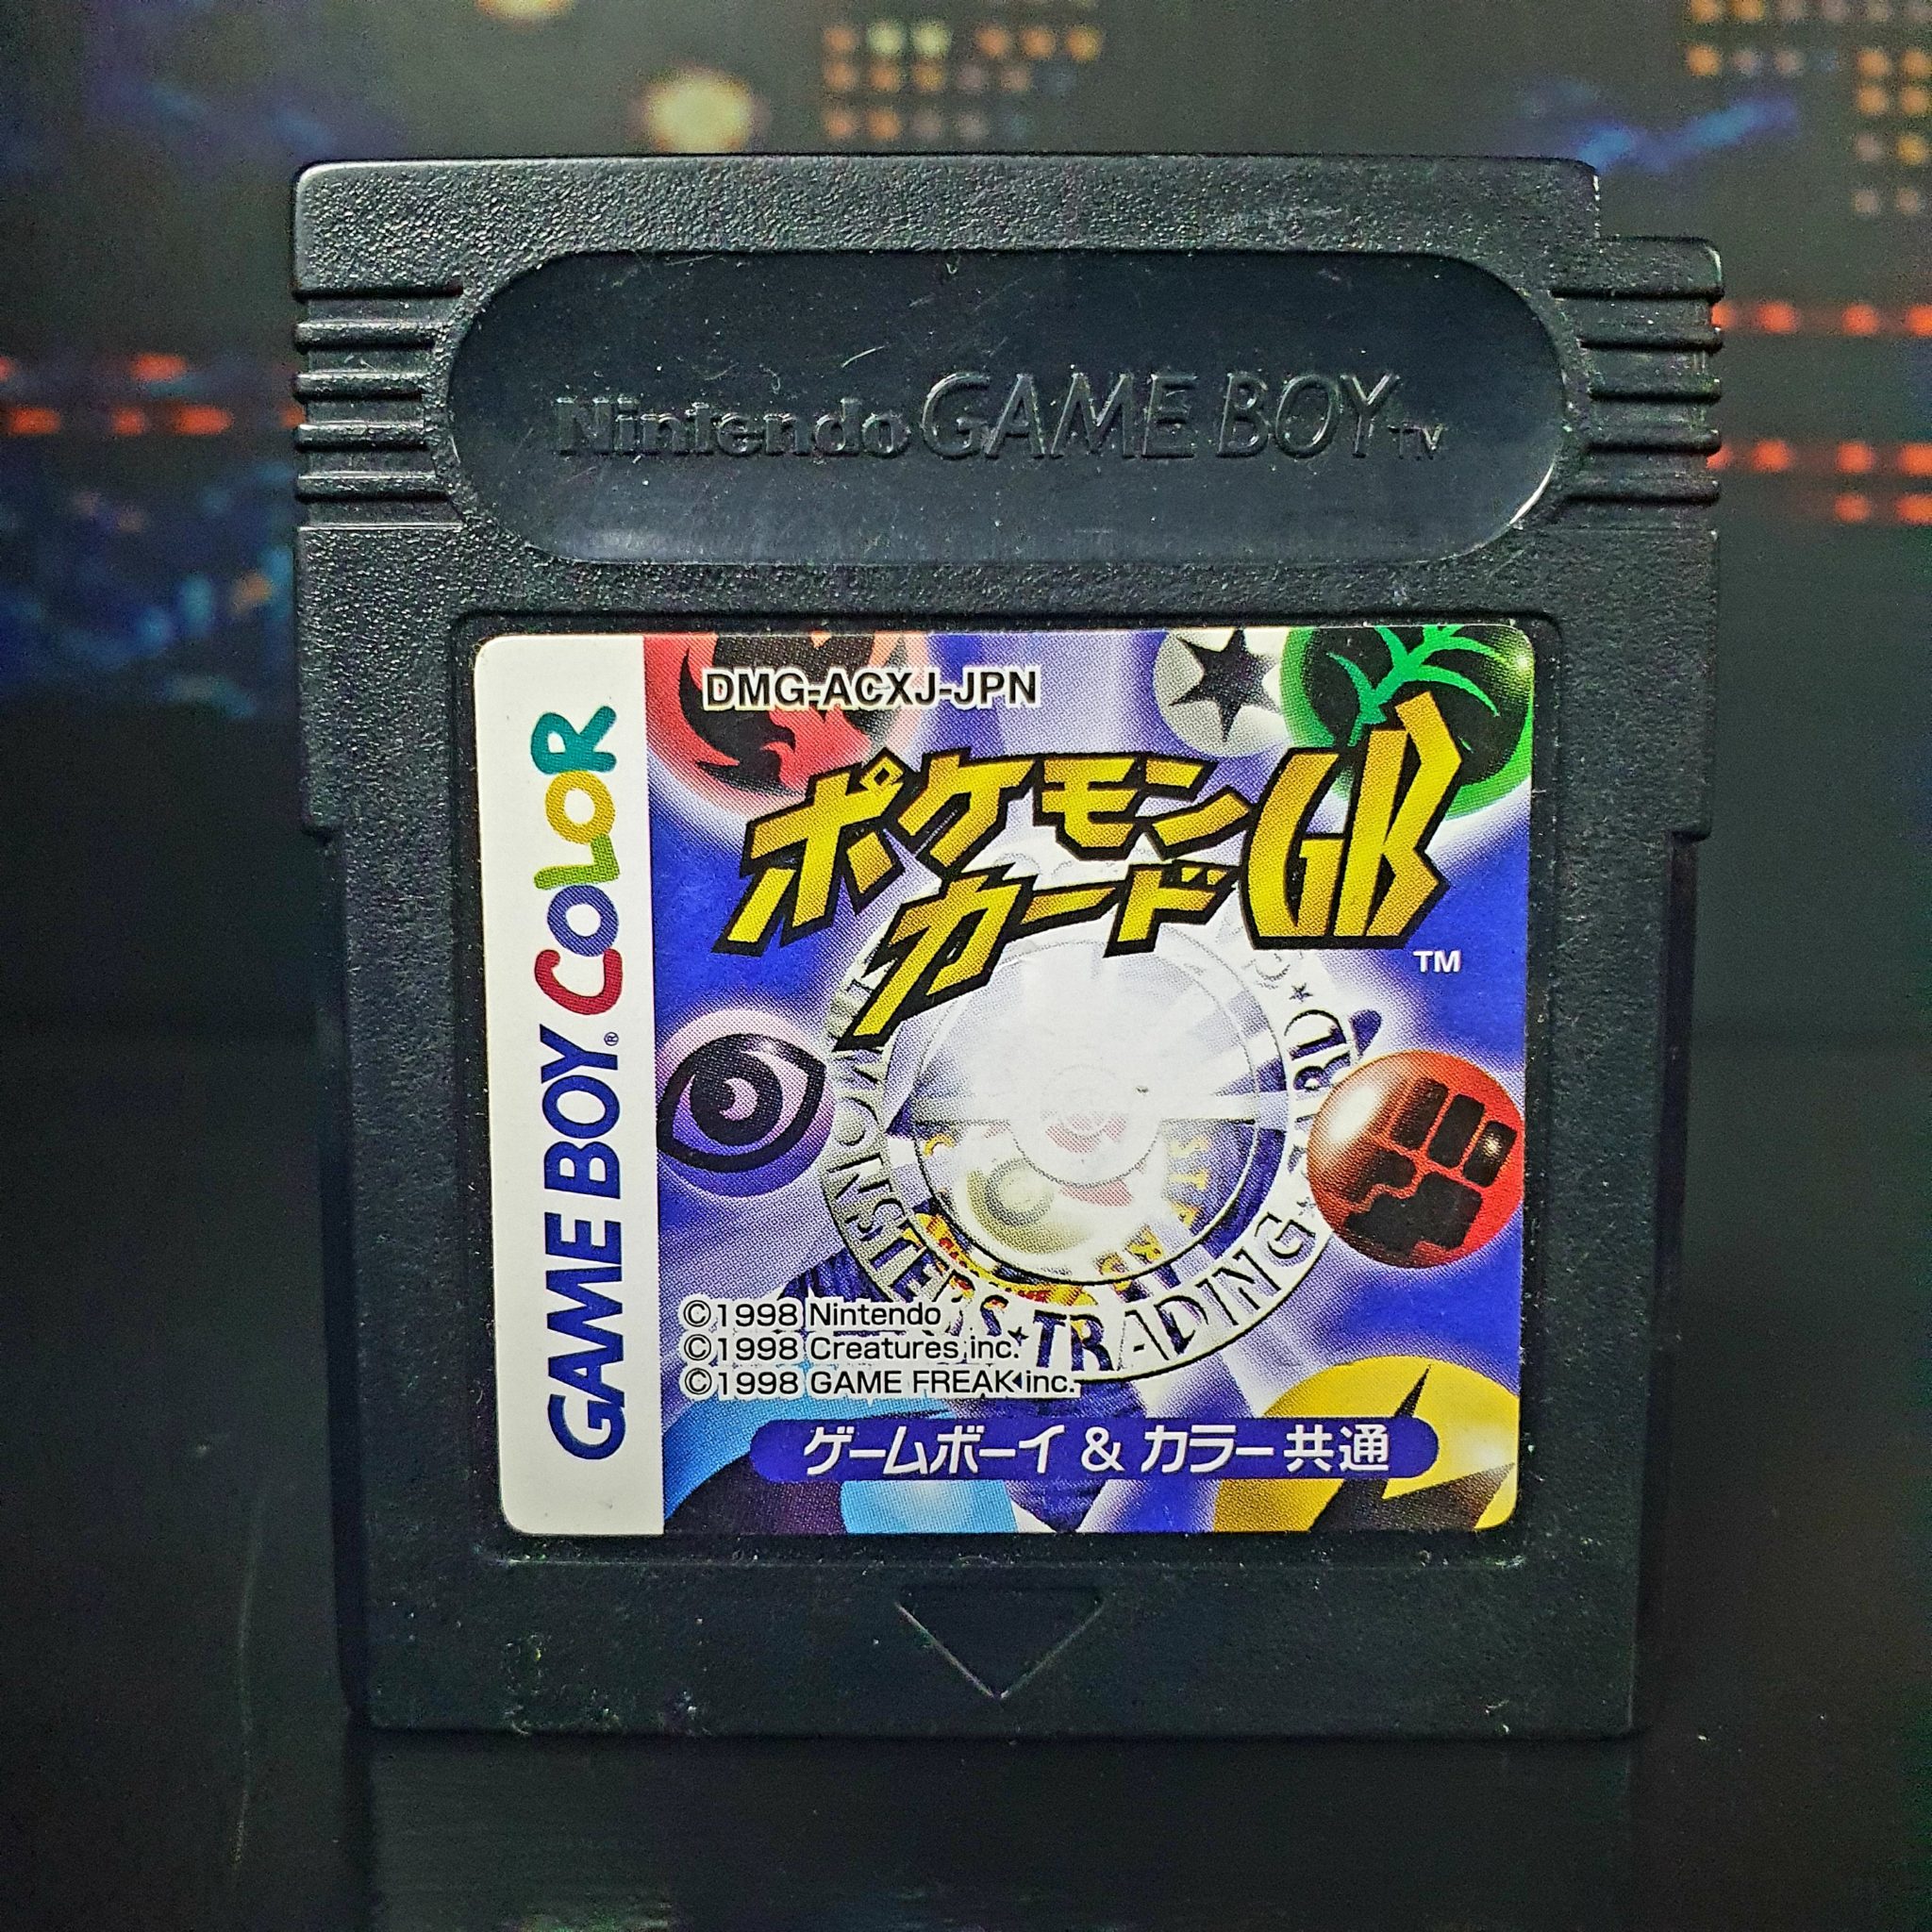 Nintendo GAME BOY TM
DMG-ACXJ-JPN
ポケモン
カードGB
TM
GAME BOY® COLOR
MONSTERS★TRADING★CARD★
©1998 Nintendo
©1998 Creatures inc.
©1998 GAME FREAK inc.
ゲームボーイ & カラー共通